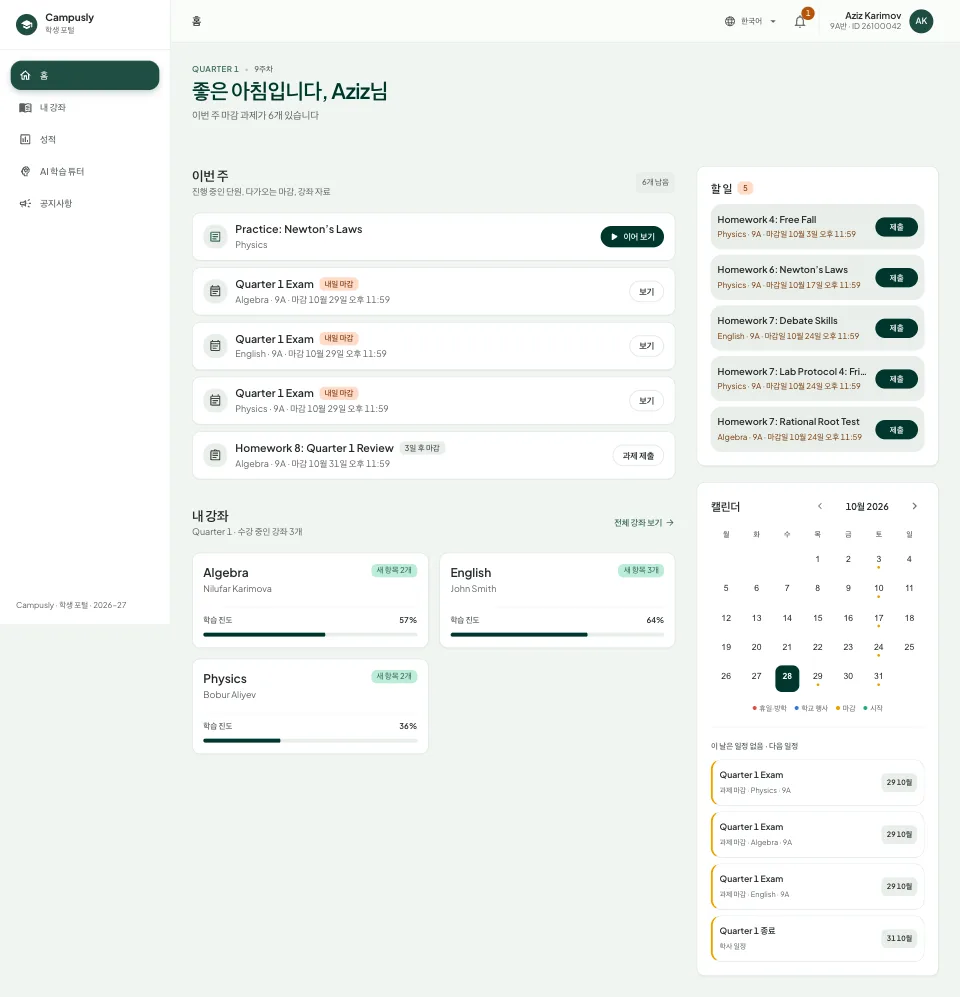 Campusly
학생 포털
홈
내 강좌
성적
AI 학습 튜터
공지사항
Campusly · 학생 포털 · 2026–27
홈
한국어
1
Aziz Karimov
9A반 · ID 26100042
AK
QUARTER 1 · 9주차
좋은 아침입니다, Aziz님
이번 주 마감 과제가 6개 있습니다
이번 주
진행 중인 단원, 다가오는 마감, 강좌 자료
6개 남음
Practice: Newton's Laws
Physics
이어 보기
Quarter 1 Exam 내일 마감
Algebra · 9A · 마감 10월 29일 오후 11:59
보기
Quarter 1 Exam 내일 마감
English · 9A · 마감 10월 29일 오후 11:59
보기
Quarter 1 Exam 내일 마감
Physics · 9A · 마감 10월 29일 오후 11:59
보기
Homework 8: Quarter 1 Review 3일 후 마감
Algebra · 9A · 마감 10월 31일 오후 11:59
과제 제출
내 강좌
Quarter 1 · 수강 중인 강좌 3개
전체 강좌 보기 →
Algebra
새 항목 2개
Nilufar Karimova
학습 진도 57%
English
새 항목 3개
John Smith
학습 진도 64%
Physics
새 항목 2개
Bobur Aliyev
학습 진도 36%
할 일 5
Homework 4: Free Fall
Physics · 9A · 마감일 10월 3일 오후 11:59
제출
Homework 6: Newton's Laws
Physics · 9A · 마감일 10월 17일 오후 11:59
제출
Homework 7: Debate Skills
English · 9A · 마감일 10월 24일 오후 11:59
제출
Homework 7: Lab Protocol 4: Fri...
Physics · 9A · 마감일 10월 24일 오후 11:59
제출
Homework 7: Rational Root Test
Algebra · 9A · 마감일 10월 24일 오후 11:59
제출
캘린더
10월 2026
월 화 수 목 금 토 일
1 2 3 4
5 6 7 8 9 10 11
12 13 14 15 16 17 18
19 20 21 22 23 24 25
26 27 28 29 30 31
휴일·방학 학교 행사 마감 시작
이 날은 일정 없음 · 다음 일정
Quarter 1 Exam
과제 마감 · Physics · 9A
29 10월
Quarter 1 Exam
과제 마감 · Algebra · 9A
29 10월
Quarter 1 Exam
과제 마감 · English · 9A
29 10월
Quarter 1 종료
학사 일정
31 10월